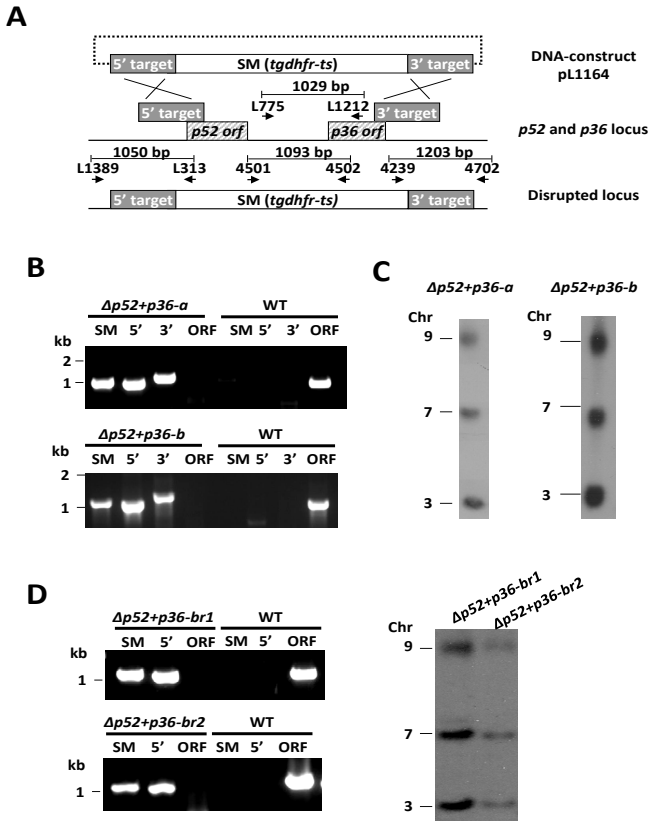 A
5' target
SM (tgdhfr-ts)
3' target
DNA-construct
pL1164
1029 bp
L775
L1212
5' target
3' target
p52 orf
p36 orf
p52 and p36 locus
1050 bp
1093 bp
1203 bp
L1389
L313
4501
4502
4239
4702
5' target
SM (tgdhfr-ts)
3' target
Disrupted locus
B
Δp52+p36-a
WT
SM 5' 3' ORF SM 5' 3' ORF
kb
2
1
Δp52+p36-b
WT
kb
SM 5' 3' ORF SM 5' 3' ORF
2
1
C
Δp52+p36-a
Δp52+p36-b
Chr
9
7
3
Chr
9
7
3
D
Δp52+p36-br1
WT
SM 5' ORF SM 5' ORF
kb
1
Δp52+p36-br2
WT
SM 5' ORF SM 5' ORF
kb
1
Δp52+p36-br1
Δp52+p36-br2
Chr
9
7
3